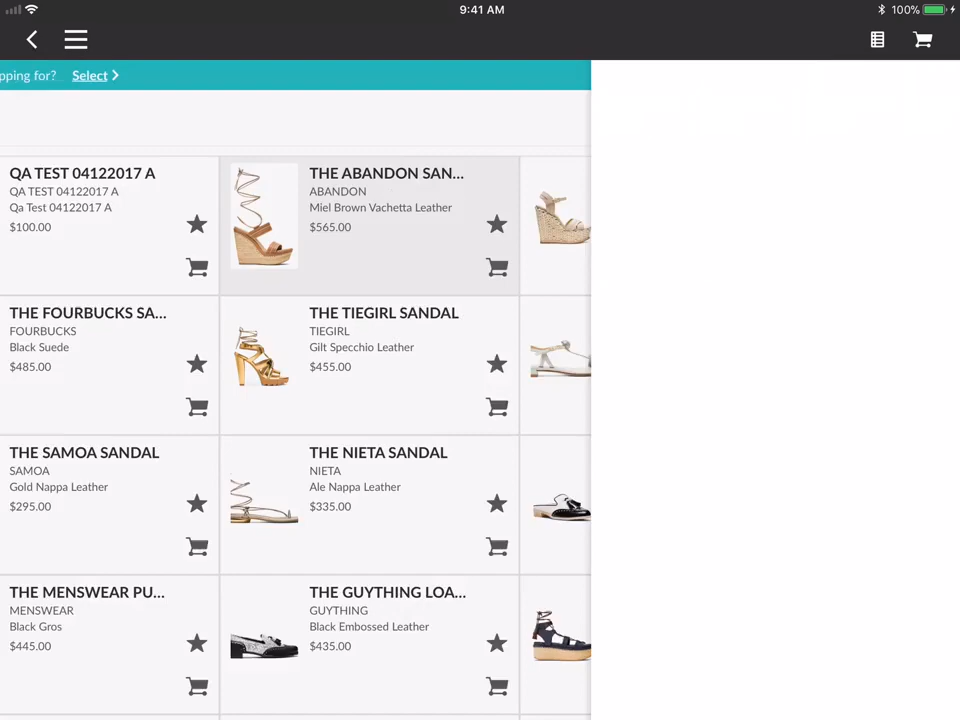 9:41 AM
100%
pping for? Select
QA TEST 04122017 A
QA TEST 04122017 A
Qa Test 04122017 A
$100.00
THE ABANDON SAN...
ABANDON
Miel Brown Vachetta Leather
$565.00
THE FOURBUCKS SA...
FOURBUCKS
Black Suede
$485.00
THE TIEGIRL SANDAL
TIEGIRL
Gilt Specchio Leather
$455.00
THE SAMOA SANDAL
SAMOA
Gold Nappa Leather
$295.00
THE NIETA SANDAL
NIETA
Ale Nappa Leather
$335.00
THE MENSWEAR PU...
MENSWEAR
Black Gros
$445.00
THE GUYTHING LOA...
GUYTHING
Black Embossed Leather
$435.00